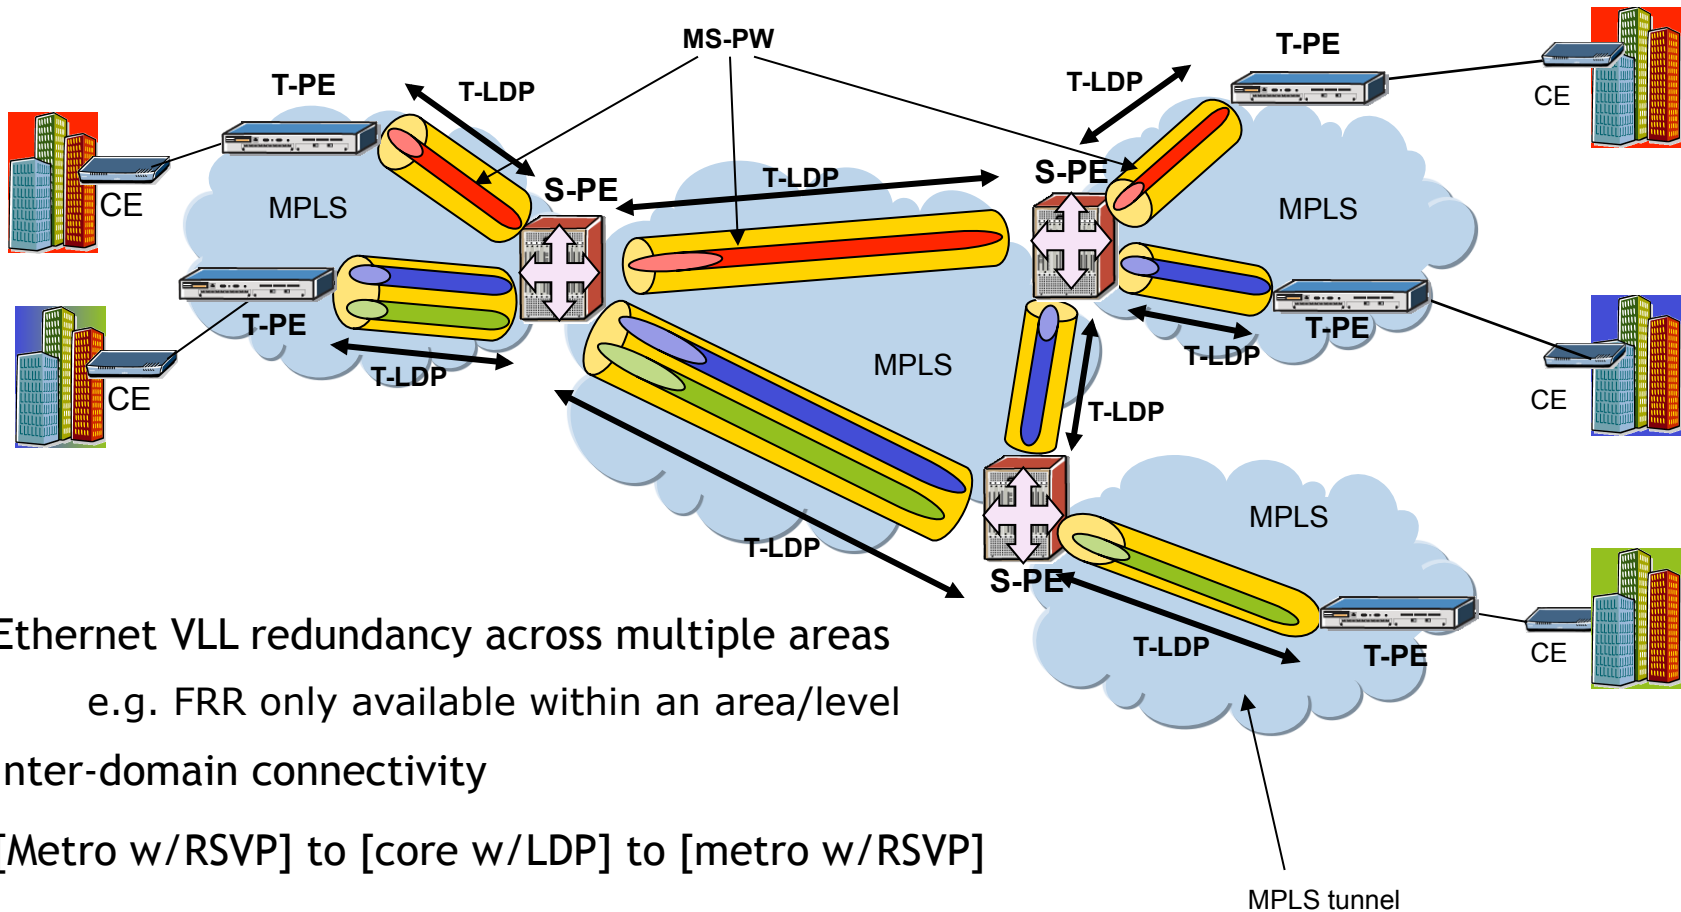 MS-PW
T-PE
T-PE
T-LDP
T-LDP
CE
T-LDP
S-PE
S-PE
CE
MPLS
MPLS
MPLS
T-PE
T-PE
T-LDP
T-LDP
CE
CE
T-LDP
MPLS
T-LDP
S-PE
T-LDP
T-PE
CE
Ethernet VLL redundancy across multiple areas
e.g. FRR only available within an area/level
nter-domain connectivity
[Metro w/RSVP] to [core w/LDP] to [metro w/RSVP]
MPLS tunnel